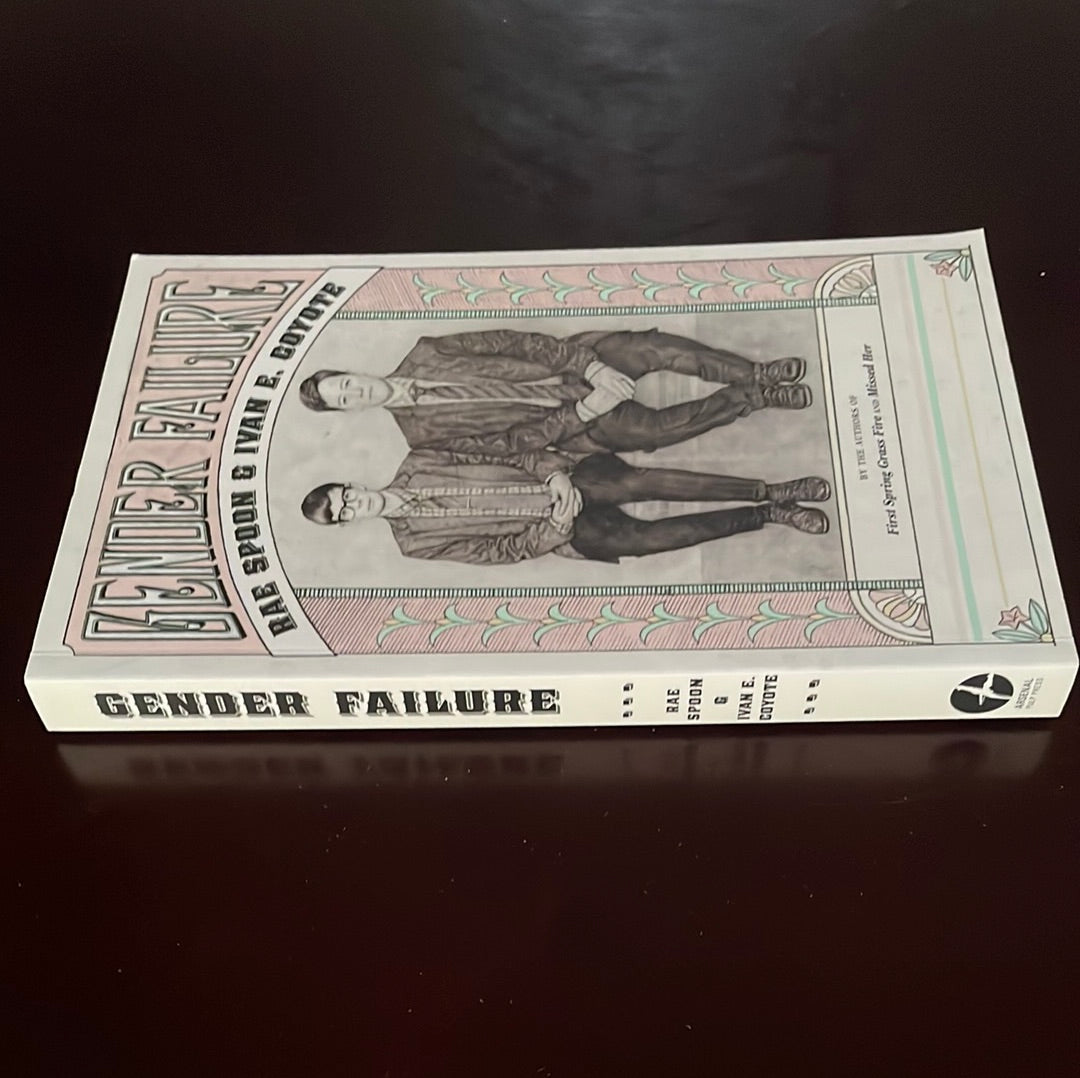 GENDER FAILURE
RAE SPOON & IVAN E. COYOTE
BY THE AUTHORS OF
First Spring Grass Fire AND Missed Her
GENDER FAILURE
RAE
SPOON
&
IVAN E.
COYOTE
ARSENAL
PULP PRESS